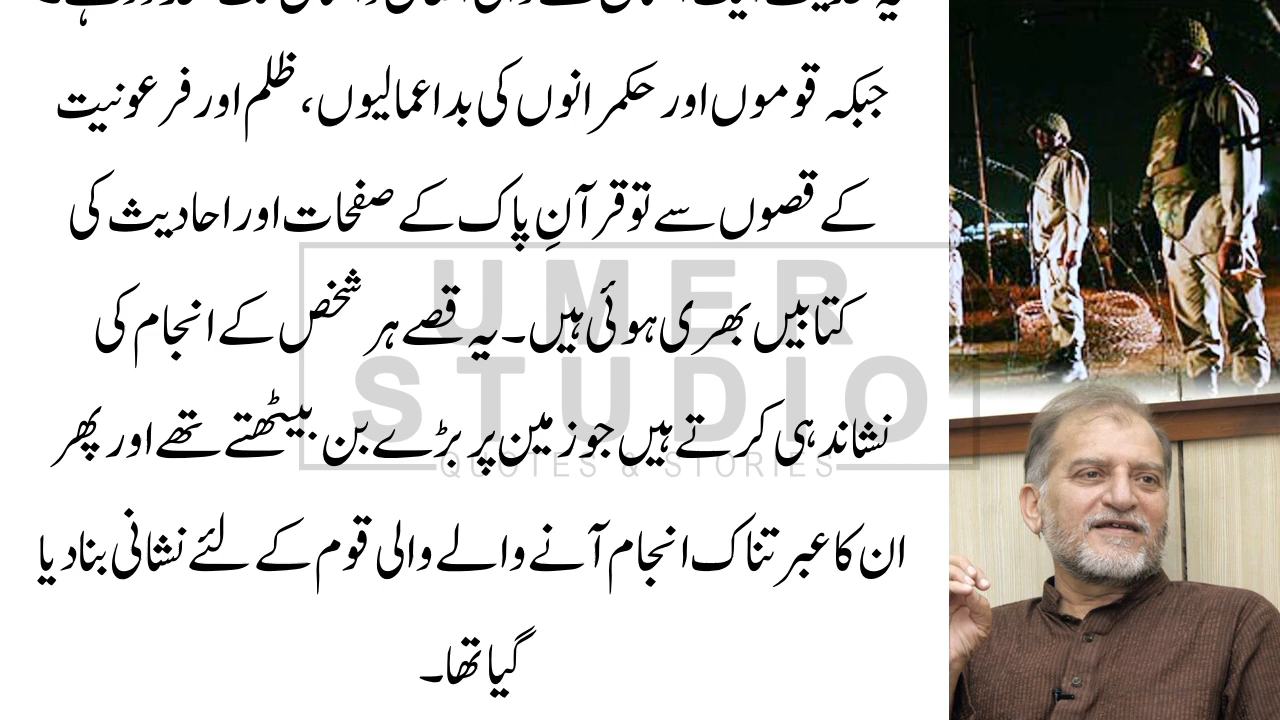 جبکہ قوموں اور حکمرانوں کی بداعمالیوں، ظلم اور فرعونیت
کے قصوں سے تو قرآنِ پاک کے صفحات اور احادیث کی
کتابیں بھری ہوئی ہیں۔ یہ قصے ہر شخص کے انجام کی
نشاندہی کرتے ہیں جو زمین پر بڑے بن بیٹھتے تھے اور پھر
ان کا عبرتناک انجام آنے والے والی قوم کے لئے نشانی بنا دیا
گیا تھا۔
UMER
STUDIO
QUOTES & STORIES